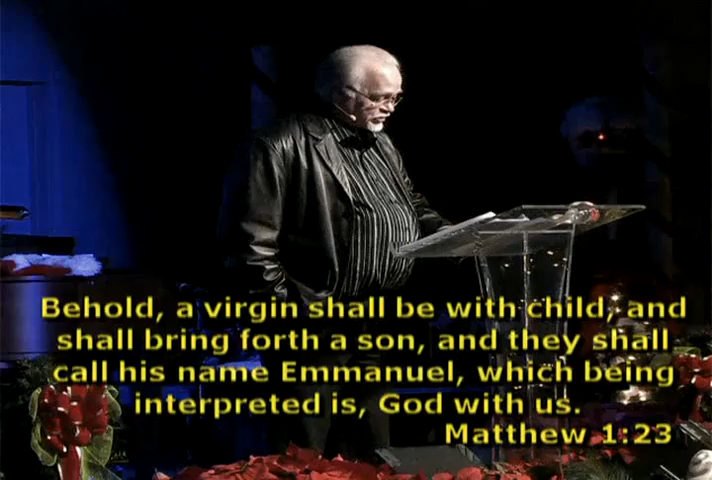 Behold, a virgin shall be with child, and
shall bring forth a son, and they shall
call his name Emmanuel, which being
interpreted is, God with us.
Matthew 1:23